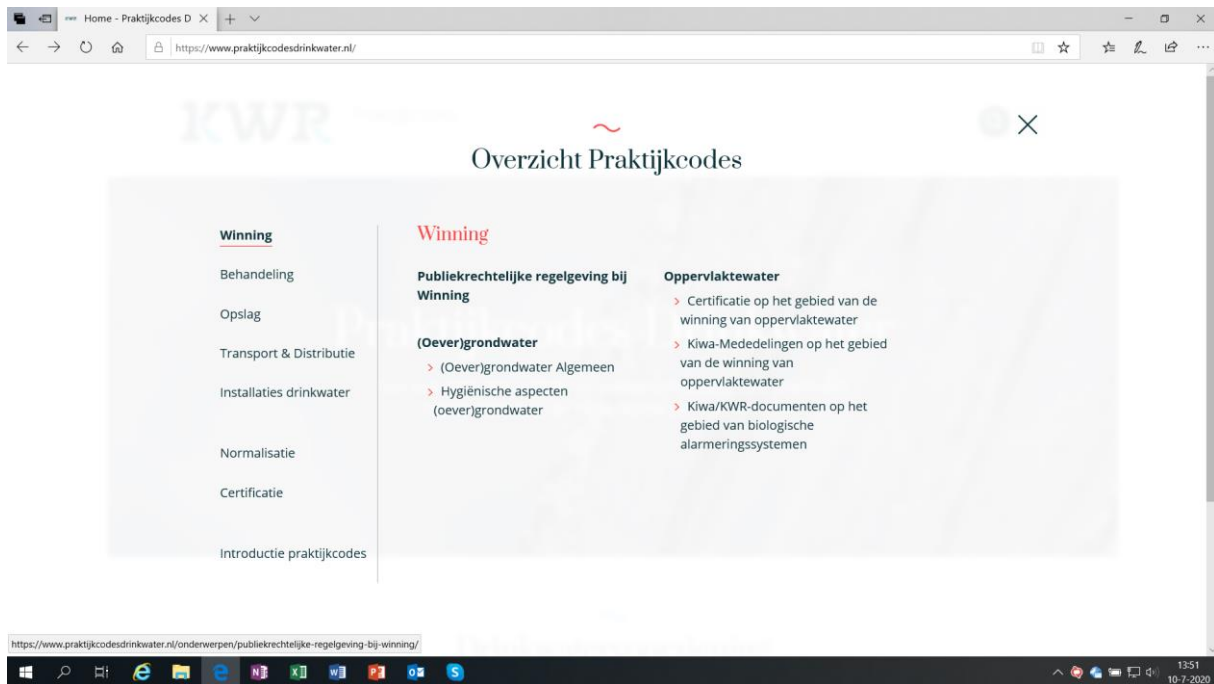 Home - Praktijkcodes D
https://www.praktijkcodesdrinkwater.nl/
KWR
Overzicht Praktijkcodes
Winning
Behandeling
Opslag
Transport & Distributie
Installaties drinkwater
Normalisatie
Certificatie
Introductie praktijkcodes
Winning
Publiekrechtelijke regelgeving bij
Winning
(Oever)grondwater
> (Oever)grondwater Algemeen
> Hygiënische aspecten
(oever)grondwater
Oppervlaktewater
> Certificatie op het gebied van de
winning van oppervlaktewater
> Kiwa-Mededelingen op het gebied
van de winning van
oppervlaktewater
> Kiwa/KWR-documenten op het
gebied van biologische
alarmeringssystemen
Praktijkcodes Drinkwater
https://www.praktijkcodesdrinkwater.nl/onderwerpen/publiekrechtelijke-regelgeving-bij-winning/
13:51
10-7-2020